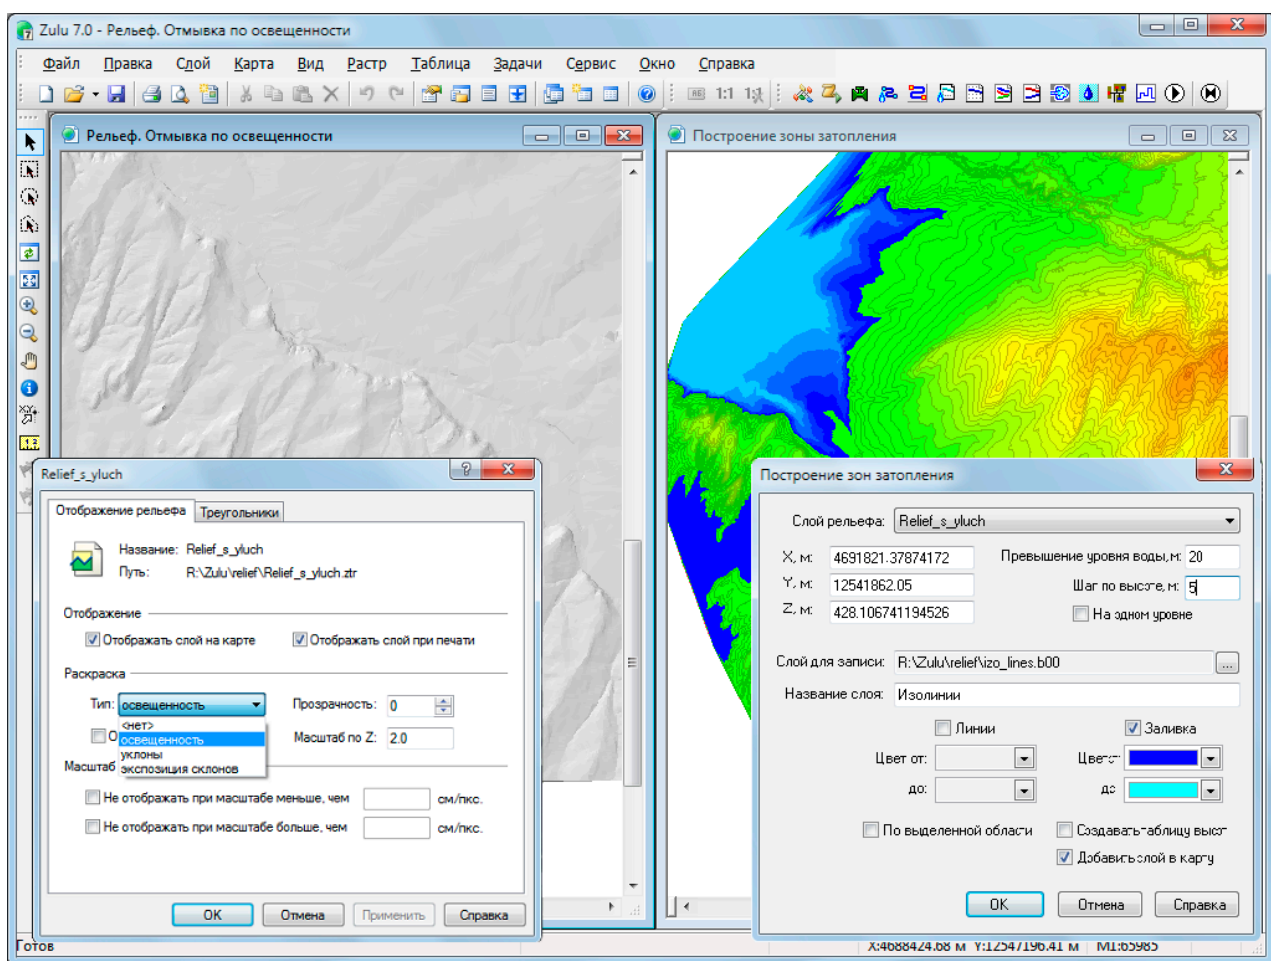 Zulu 7.0 - Рельеф. Отмывка по освещенности
Файл Правка Слой Карта Вид Растр Таблица Задачи Сервис Окно Справка
1:1
Рельеф. Отмывка по освещенности
Построение зоны затопления
Relief_s_yluch
Отображение рельефа Треугольники
Название: Relief_s_yluch
Путь: R:\Zulu\relief\Relief_s_yluch.ztr
Отображение
Отображать слой на карте Отображать слой при печати
Раскраска
Тип: освещенность Прозрачность: 0
<нет>
О освещенность Масштаб по Z: 2.0
уклоны
Масштаб экспозиция склонов
Не отображать при масштабе меньше, чем см/пкс.
Не отображать при масштабе больше, чем см/пкс.
OK Отмена Применить Справка
Построение зон затопления
Слой рельефа: Relief_s_yluch
X, м: 4691821.37874172 Превышение уровня воды, м: 20
Y, м: 12541862.05 Шаг по высоте, м: 5
Z, м: 428.106741194526 На одном уровне
Слой для записи: R:\Zulu\relief\izo_lines.b00 ...
Название слоя: Изолинии
Линии Заливка
Цвет от: Цвет от:
до: до:
По выделенной области Создавать таблицу высот
Добавить слой в карту
OK Отмена Справка
Готов X:4688424.68 м Y:12547196.41 м М1:65985